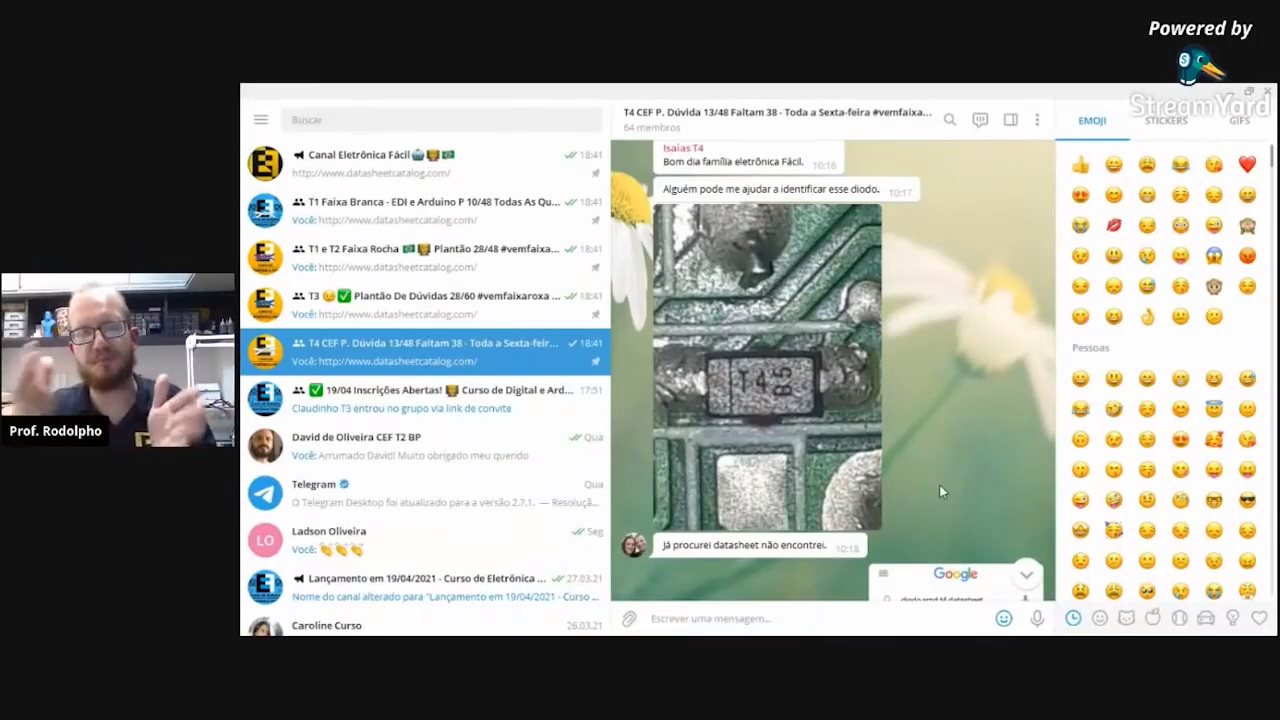 Powered by
StreamYard
Prof. Rodolpho
Buscar
Canal Eletrônica Fácil
18:41
http://www.datasheetcatalog.com/
T1 Faixa Branca - EDI e Arduino P 10/48 Todas As Qu...
18:41
Você: http://www.datasheetcatalog.com/
T1 e T2 Faixa Rocha
Plantão 28/48 #vemfaixa...
18:41
Você: http://www.datasheetcatalog.com/
T3
Plantão De Dúvidas 28/60 #vemfaixaroxa ...
18:41
Você: http://www.datasheetcatalog.com/
T4 CEF P. Dúvida 13/48 Faltam 38 - Toda a Sexta-feir...
18:41
Você: http://www.datasheetcatalog.com/
19/04 Inscrições Abertas!
Curso de Digital e Ard...
17:51
Claudinho T3 entrou no grupo via link de convite
David de Oliveira CEF T2 BP
Qua
Você: Arrumado David! Muito obrigado meu quendo
Telegram
Qua
O Telegram Desktop foi atualizado para a versão 2.7.1. — Resoluçã...
LO
Ladson Oliveira
Seg
Você:
Lançamento em 19/04/2021 - Curso de Eletrônica ...
27.03.21
Nome do canal alterado para "Lançamento em 19/04/2021 - Curso ...
Caroline Curso
26.03.21
T4 CEF P. Dúvida 13/48 Faltam 38 - Toda a Sexta-feira #vemfaixa...
64 membros
Isaias T4
Bom dia família eletrônica Fácil.
10:16
Alguém pode me ajudar a identificar esse diodo.
10:17
T4
B5
Já procurei datasheet não encontrei.
10:18
Google
diodo smd t4 datasheet
Escrever uma mensagem...
EMOJI
STICKERS
GIFS
Pessoas